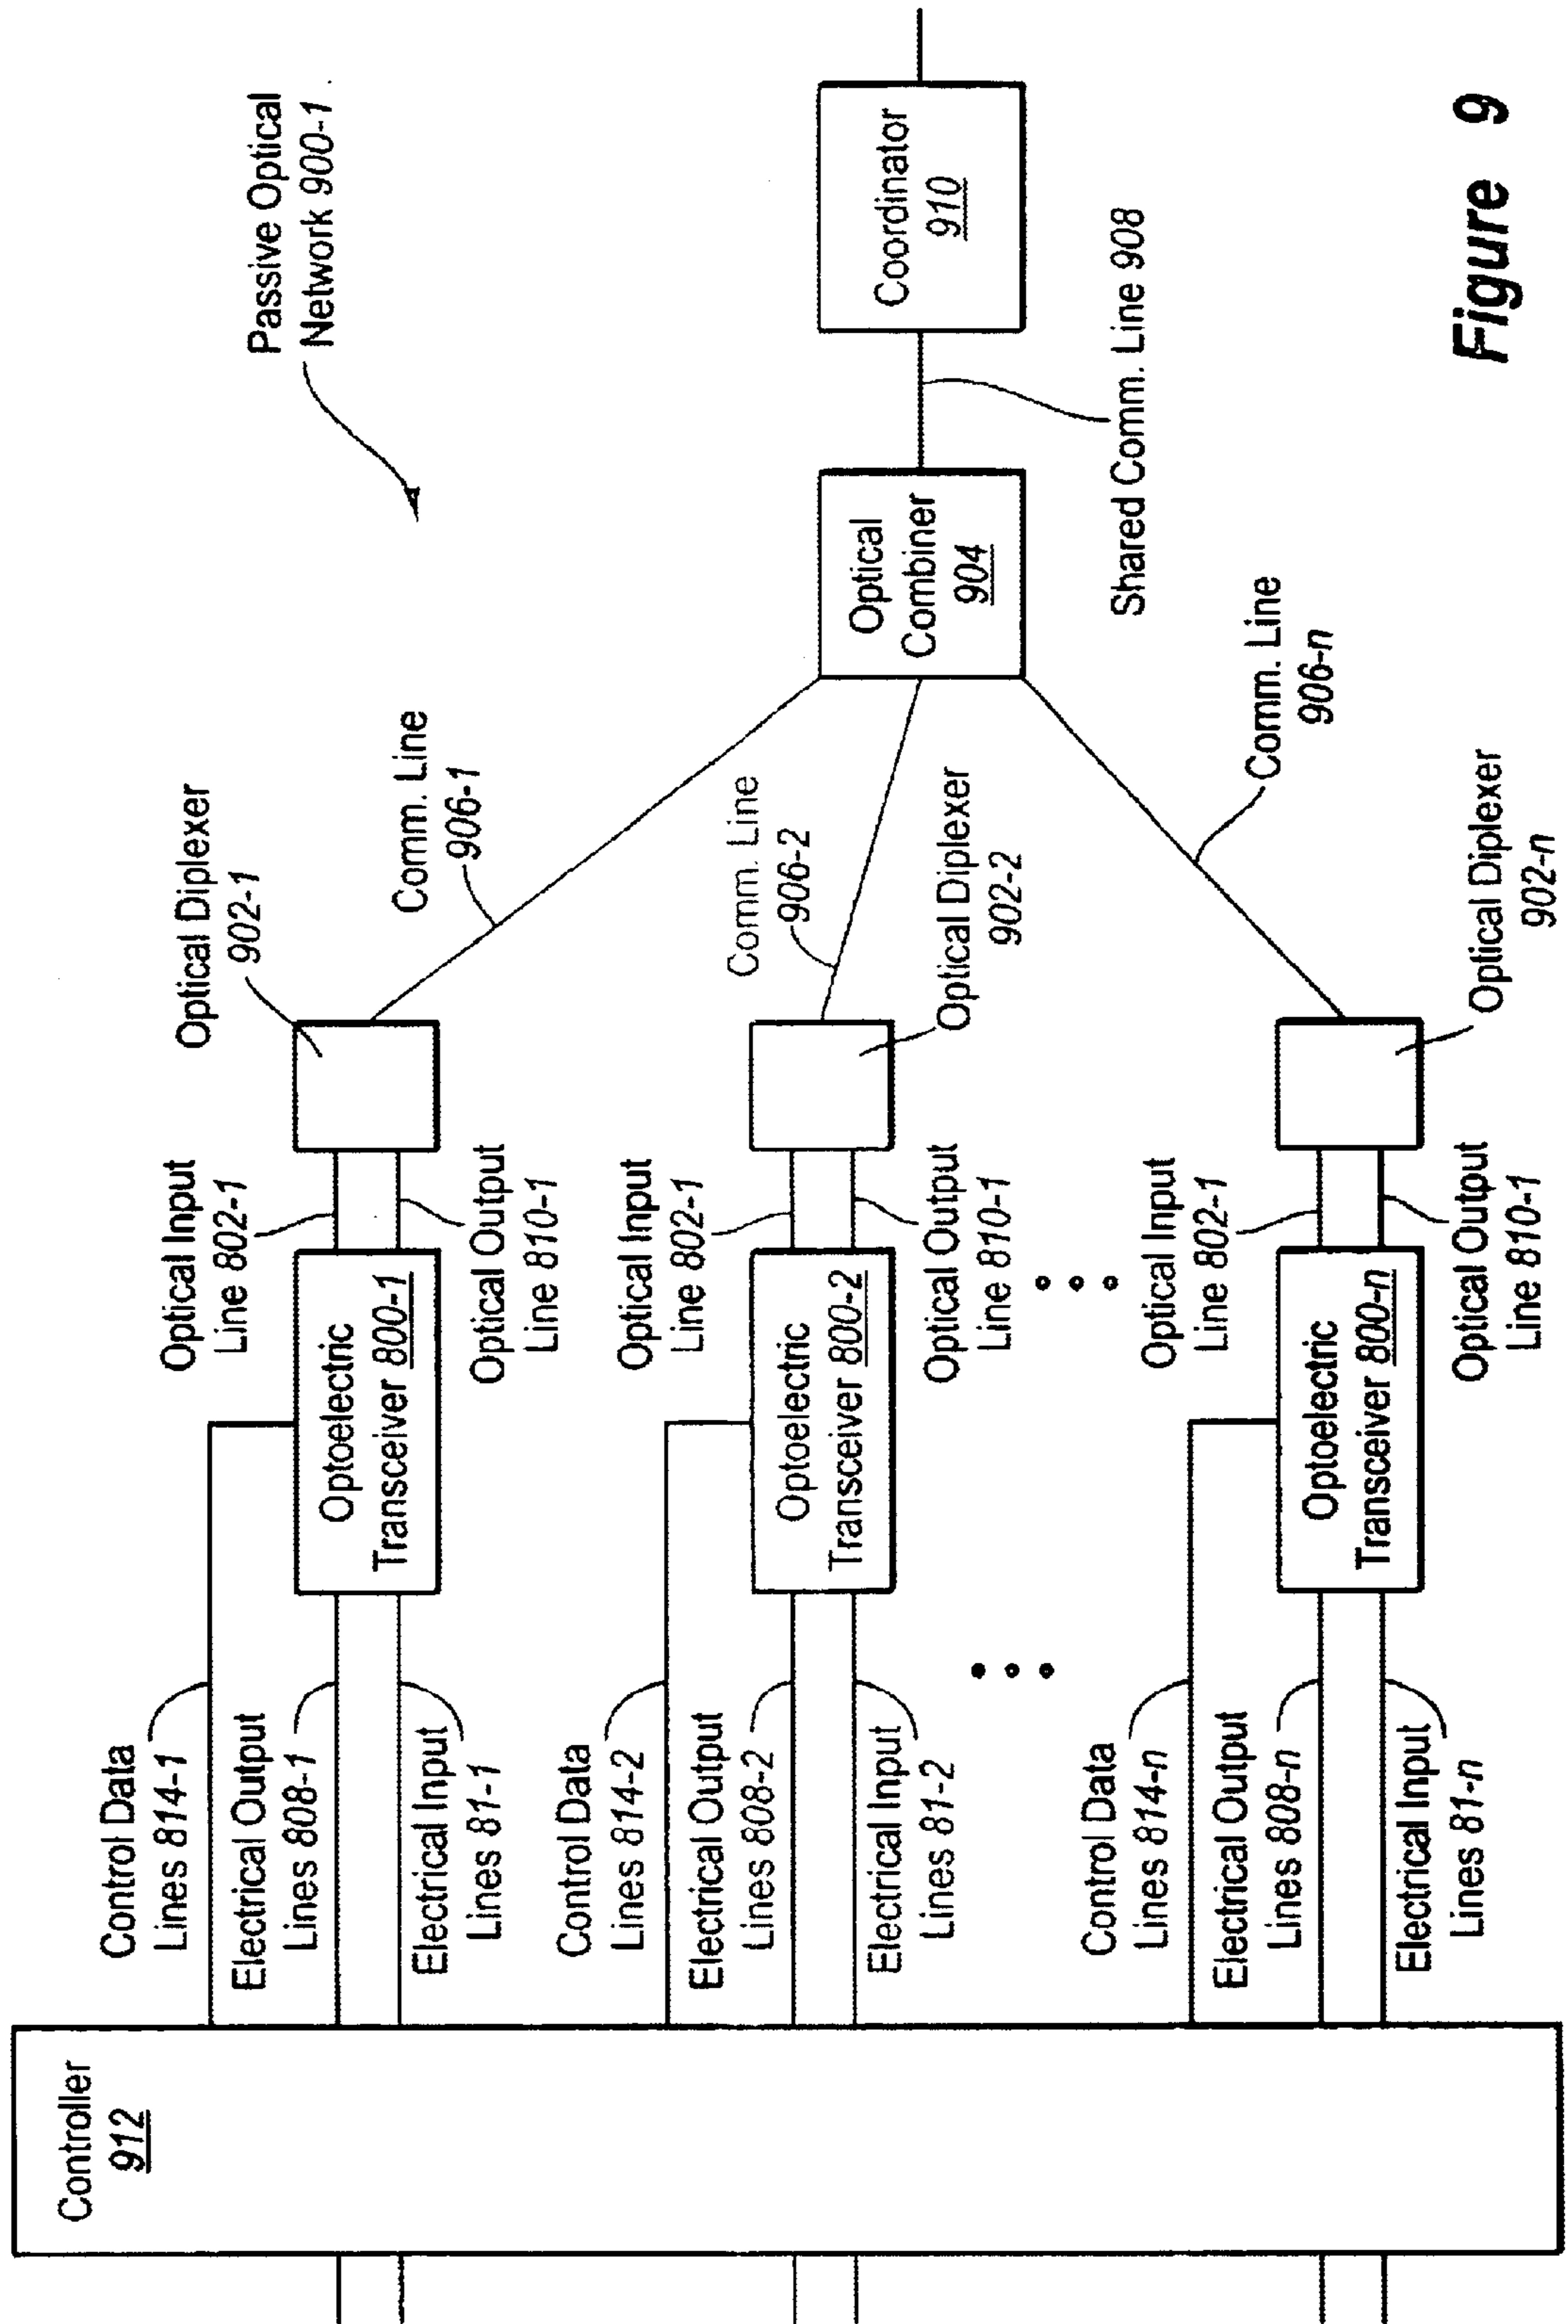 Controller
912
Control Data
Lines 814-1
Electrical Output
Lines 808-1
Electrical Input
Lines 81-1
Optoelectric
Transceiver 800-1
Optical Input
Line 802-1
Optical Output
Line 810-1
Optical Diplexer
902-1
Comm. Line
906-1
Passive Optical
Network 900-1
Control Data
Lines 814-2
Electrical Output
Lines 808-2
Electrical Input
Lines 81-2
Optoelectric
Transceiver 800-2
Optical Input
Line 802-1
Optical Output
Line 810-1
Comm. Line
906-2
Optical Diplexer
902-2
Optical
Combiner
904
Coordinator
910
Shared Comm. Line 908
Control Data
Lines 814-n
Electrical Output
Lines 808-n
Electrical Input
Lines 81-n
Optoelectric
Transceiver 800-n
Optical Input
Line 802-1
Optical Output
Line 810-1
Comm. Line
906-n
Optical Diplexer
902-n
Figure 9